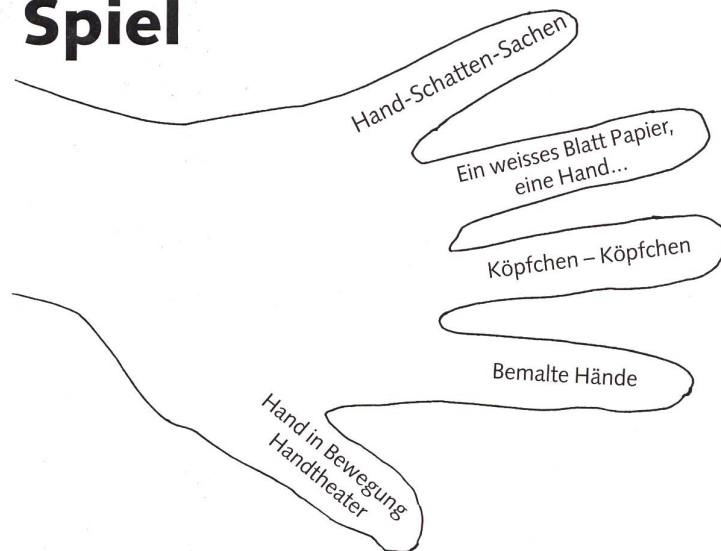 Spiel
Hand-Schatten-Sachen
Ein weisses Blatt Papier,
eine Hand...
Köpfchen – Köpfchen
Bemalte Hände
Hand in Bewegung
Handtheater